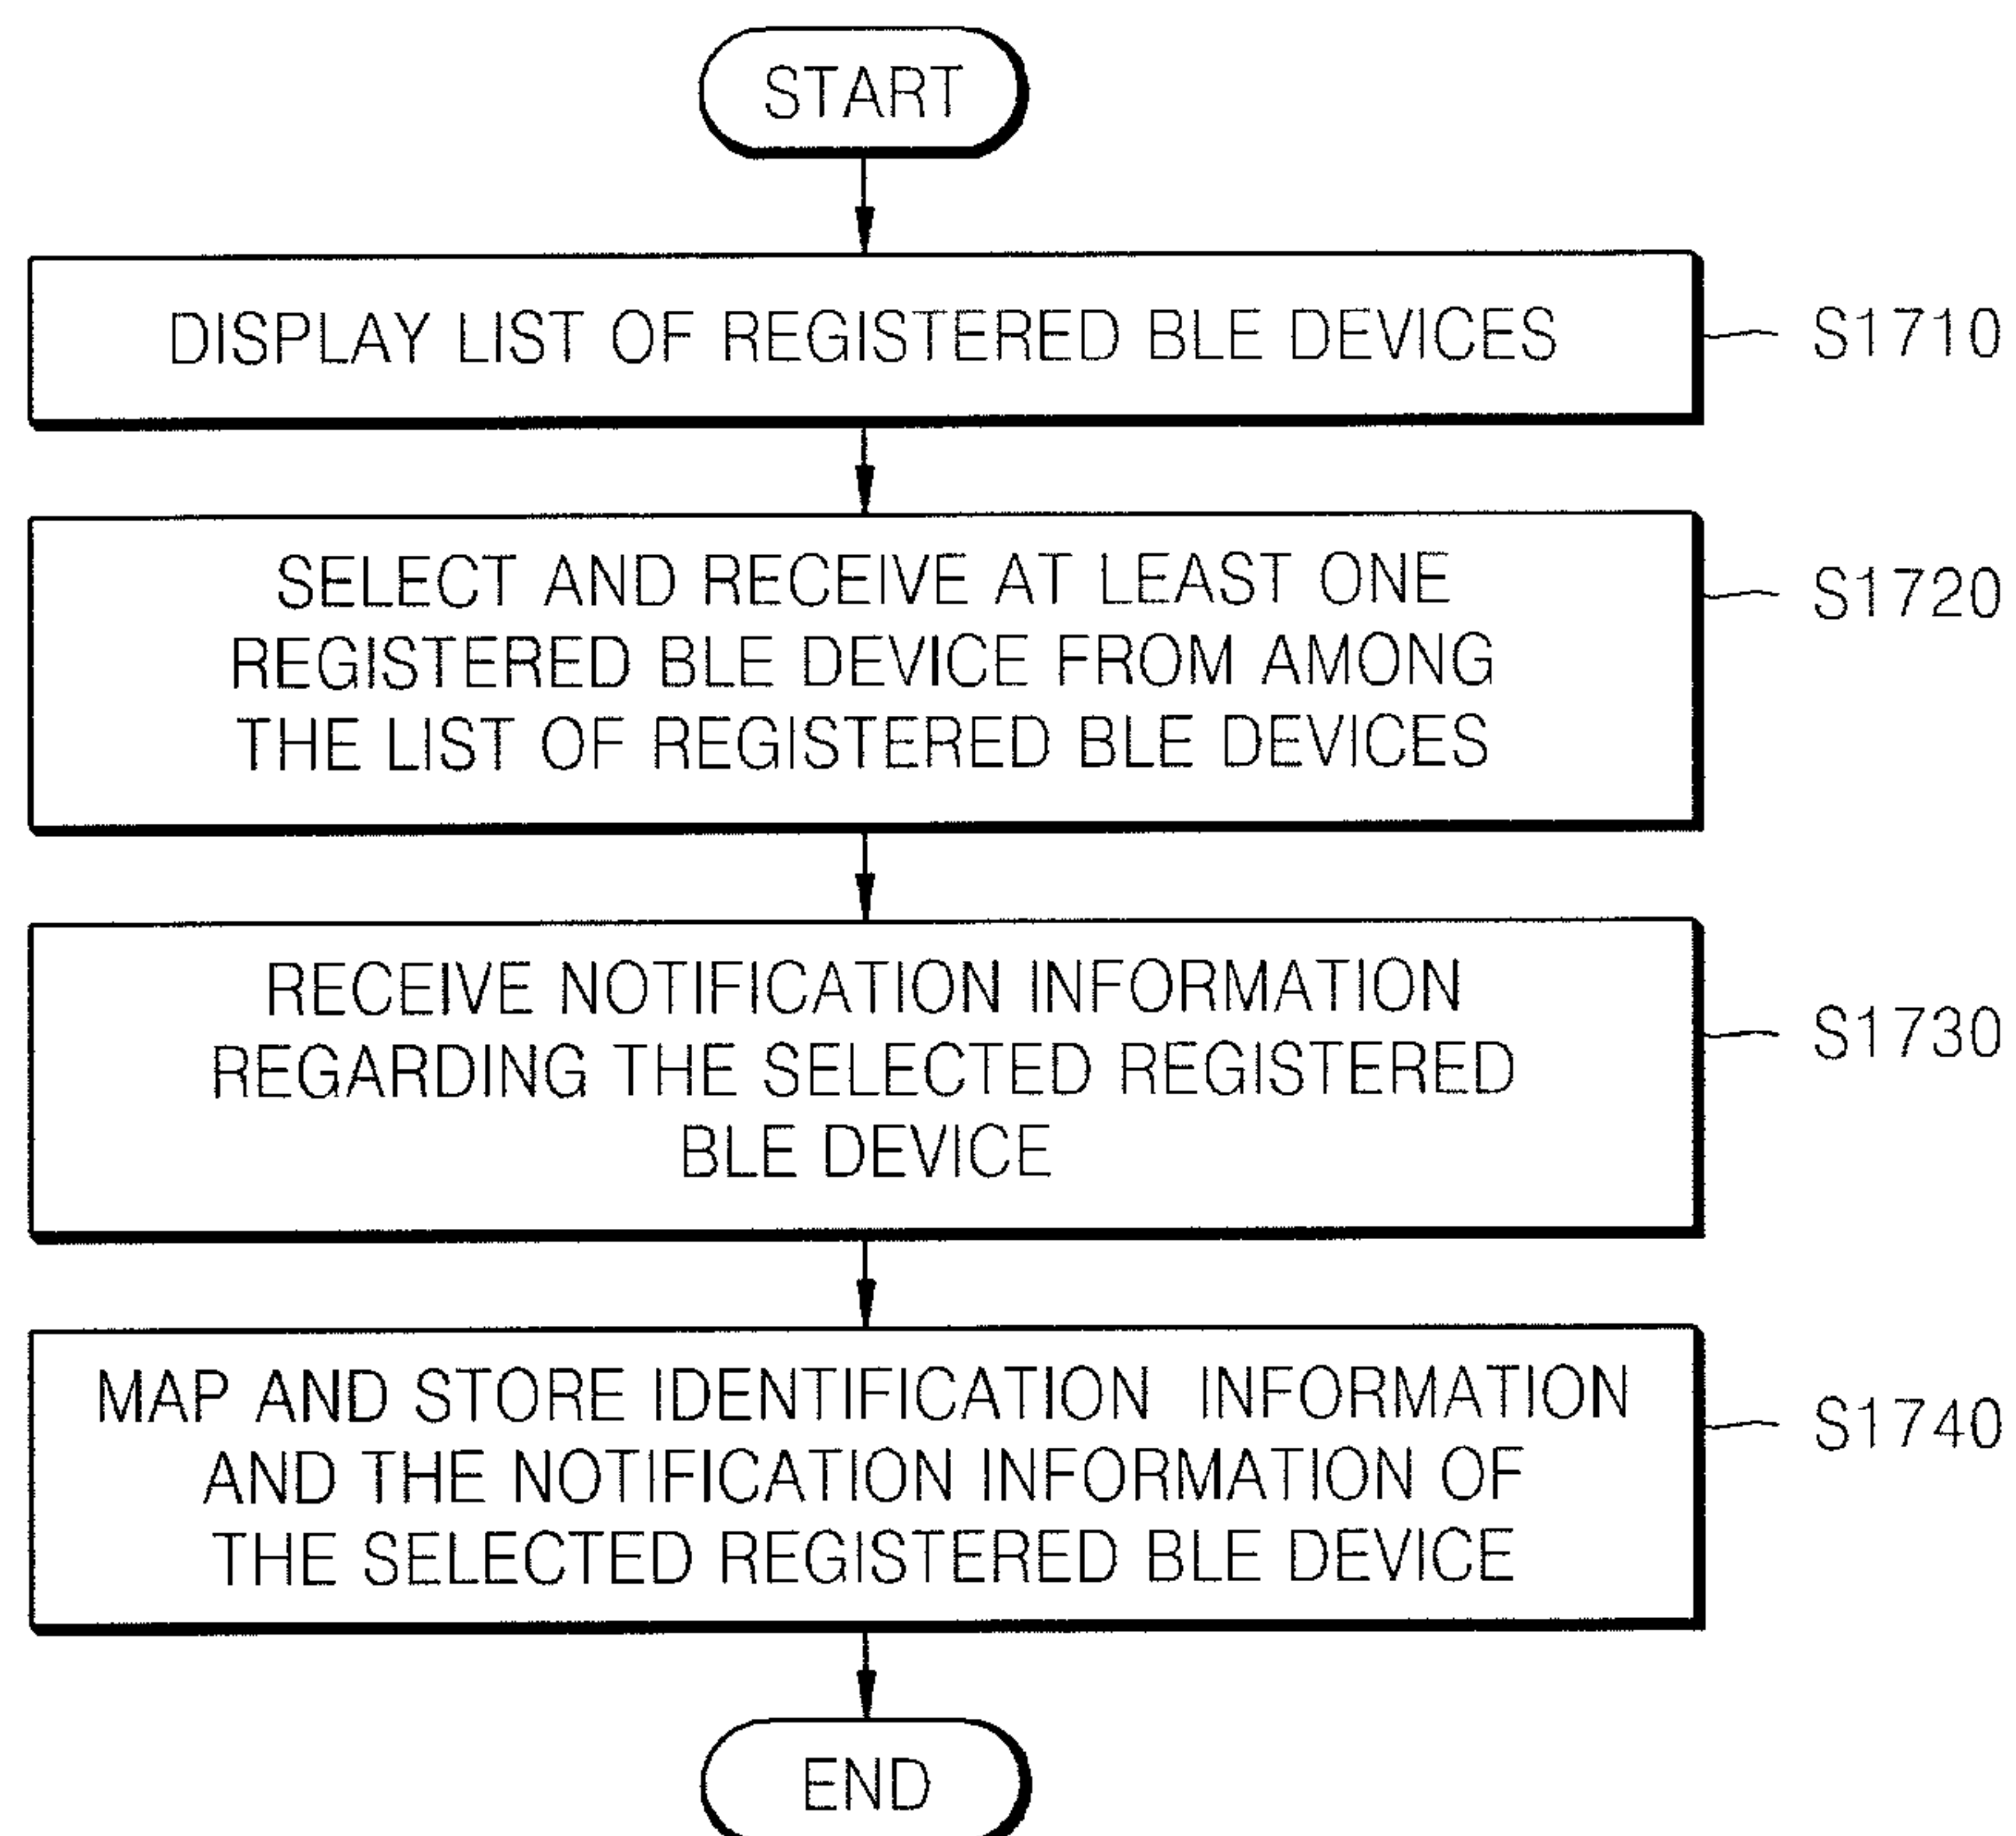 START
DISPLAY LIST OF REGISTERED BLE DEVICES
S1710
SELECT AND RECEIVE AT LEAST ONE
REGISTERED BLE DEVICE FROM AMONG
THE LIST OF REGISTERED BLE DEVICES
S1720
RECEIVE NOTIFICATION INFORMATION
REGARDING THE SELECTED REGISTERED
BLE DEVICE
S1730
MAP AND STORE IDENTIFICATION INFORMATION
AND THE NOTIFICATION INFORMATION OF
THE SELECTED REGISTERED BLE DEVICE
S1740
END